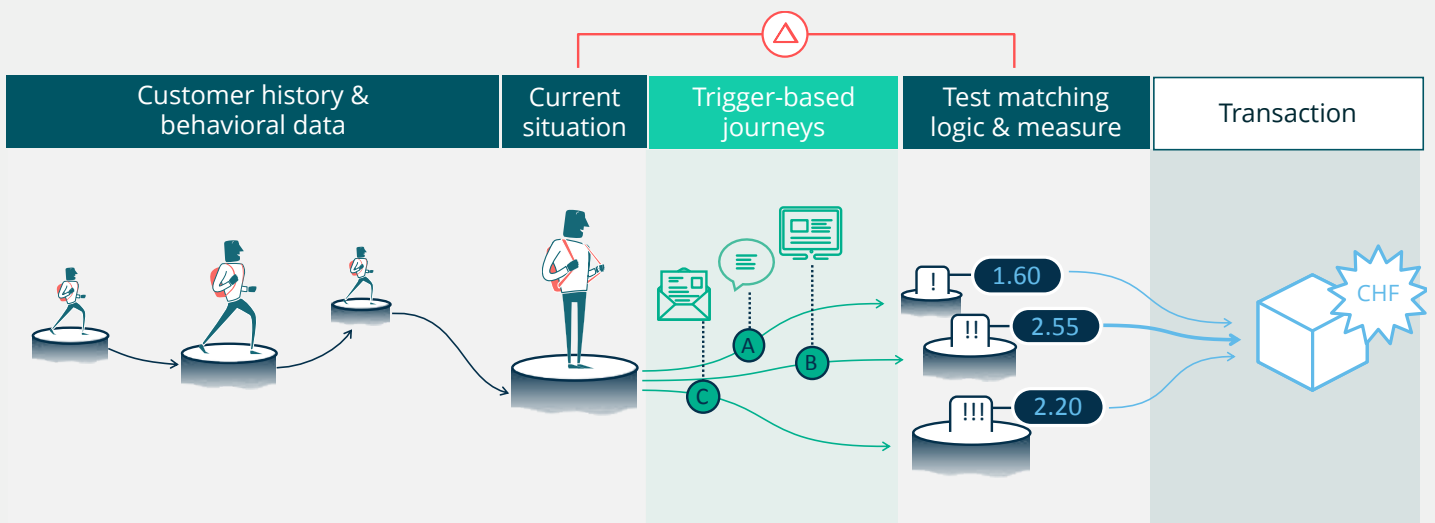 Customer history &
behavioral data
Current
situation
Trigger-based
journeys
Test matching
logic & measure
Transaction
! 1.60
!! 2.55
!!! 2.20
A
B
C
CHF